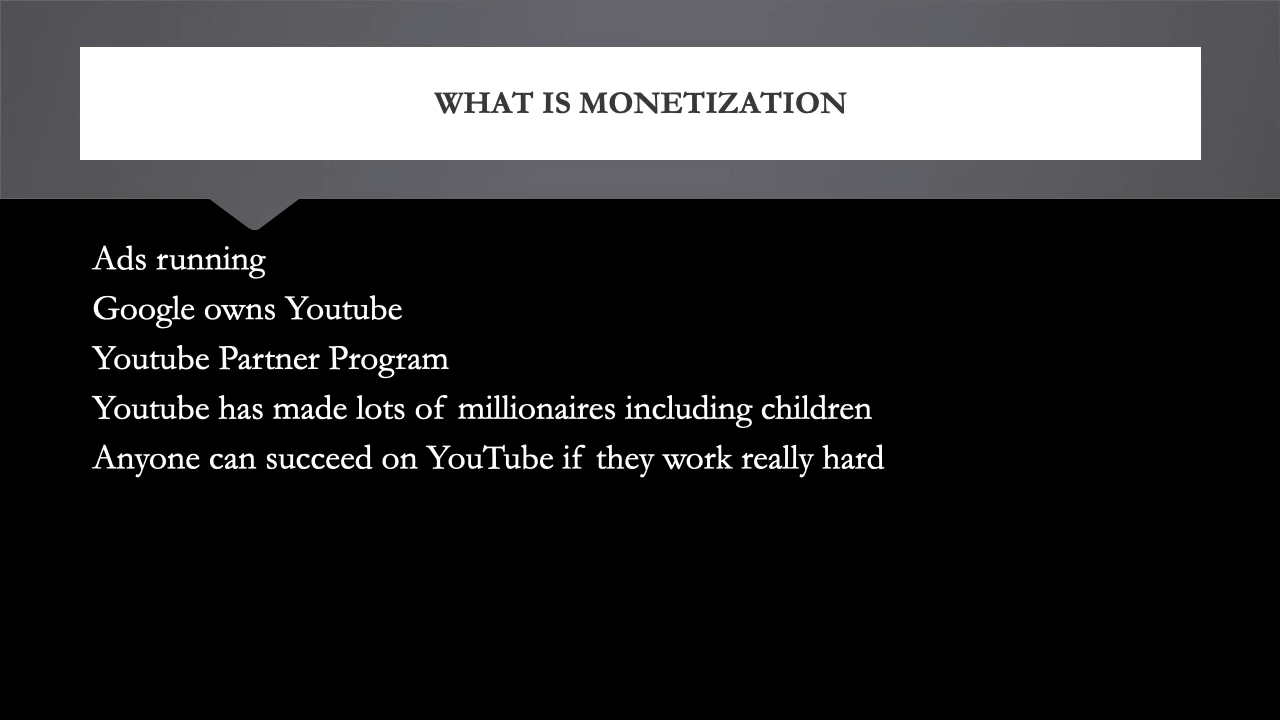 WHAT IS MONETIZATION
Ads running
Google owns Youtube
Youtube Partner Program
Youtube has made lots of millionaires including children
Anyone can succeed on YouTube if they work really hard